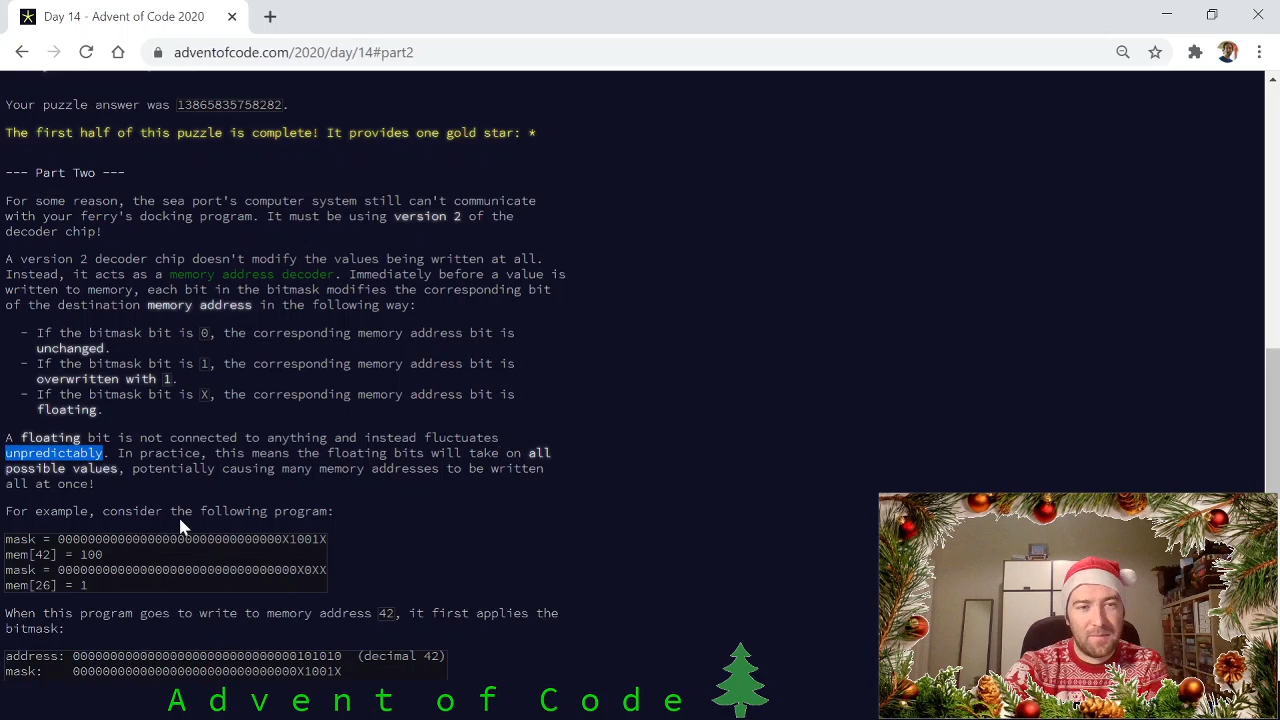 Day 14 - Advent of Code 2020
adventofcode.com/2020/day/14#part2
Your puzzle answer was 13865835758282.
The first half of this puzzle is complete! It provides one gold star: *
--- Part Two ---
For some reason, the sea port's computer system still can't communicate
with your ferry's docking program. It must be using version 2 of the
decoder chip!
A version 2 decoder chip doesn't modify the values being written at all.
Instead, it acts as a memory address decoder. Immediately before a value is
written to memory, each bit in the bitmask modifies the corresponding bit
of the destination memory address in the following way:
- If the bitmask bit is 0, the corresponding memory address bit is
unchanged.
- If the bitmask bit is 1, the corresponding memory address bit is
overwritten with 1.
- If the bitmask bit is X, the corresponding memory address bit is
floating.
A floating bit is not connected to anything and instead fluctuates
unpredictably. In practice, this means the floating bits will take on all
possible values, potentially causing many memory addresses to be written
all at once!
For example, consider the following program:
mask = 000000000000000000000000000000X1001X
mem[42] = 100
mask = 00000000000000000000000000000000X0XX
mem[26] = 1
When this program goes to write to memory address 42, it first applies the
bitmask:
address: 000000000000000000000000000000101010 (decimal 42)
mask: 000000000000000000000000000000X1001X
Advent of Code